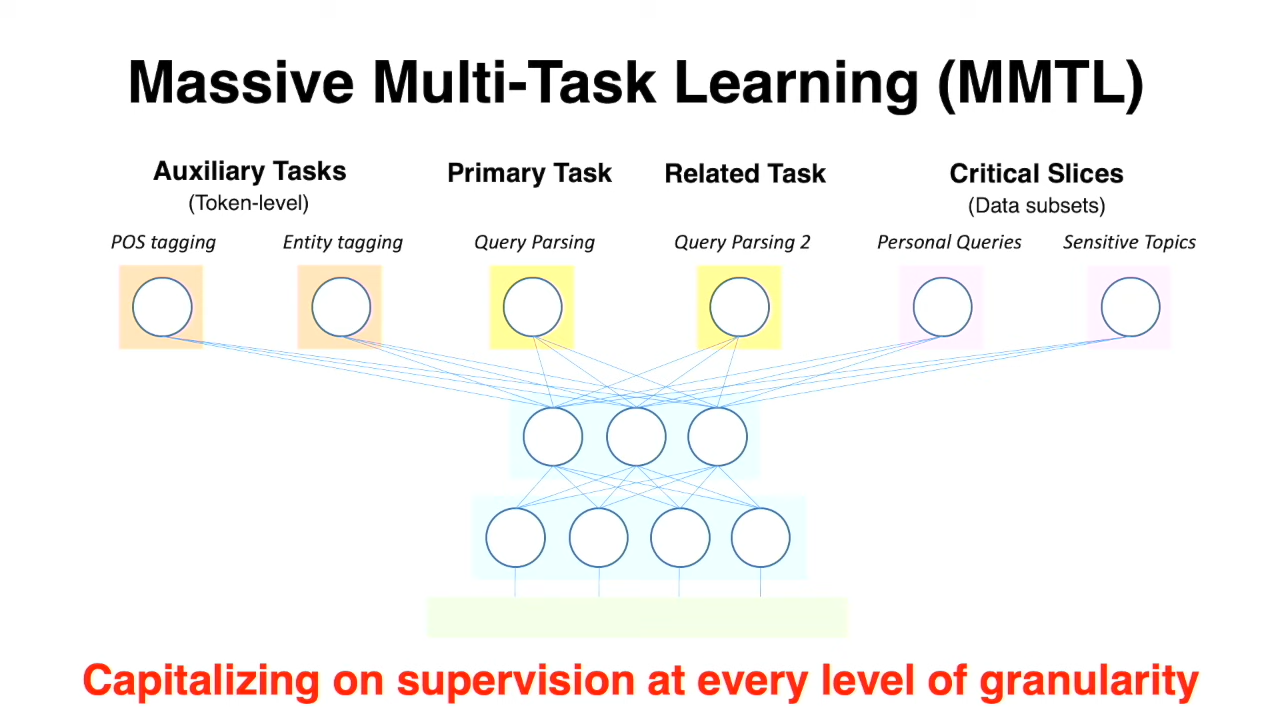 Massive Multi-Task Learning (MMTL)
Auxiliary Tasks
(Token-level)
Primary Task
Related Task
Critical Slices
(Data subsets)
POS tagging
Entity tagging
Query Parsing
Query Parsing 2
Personal Queries
Sensitive Topics
Capitalizing on supervision at every level of granularity